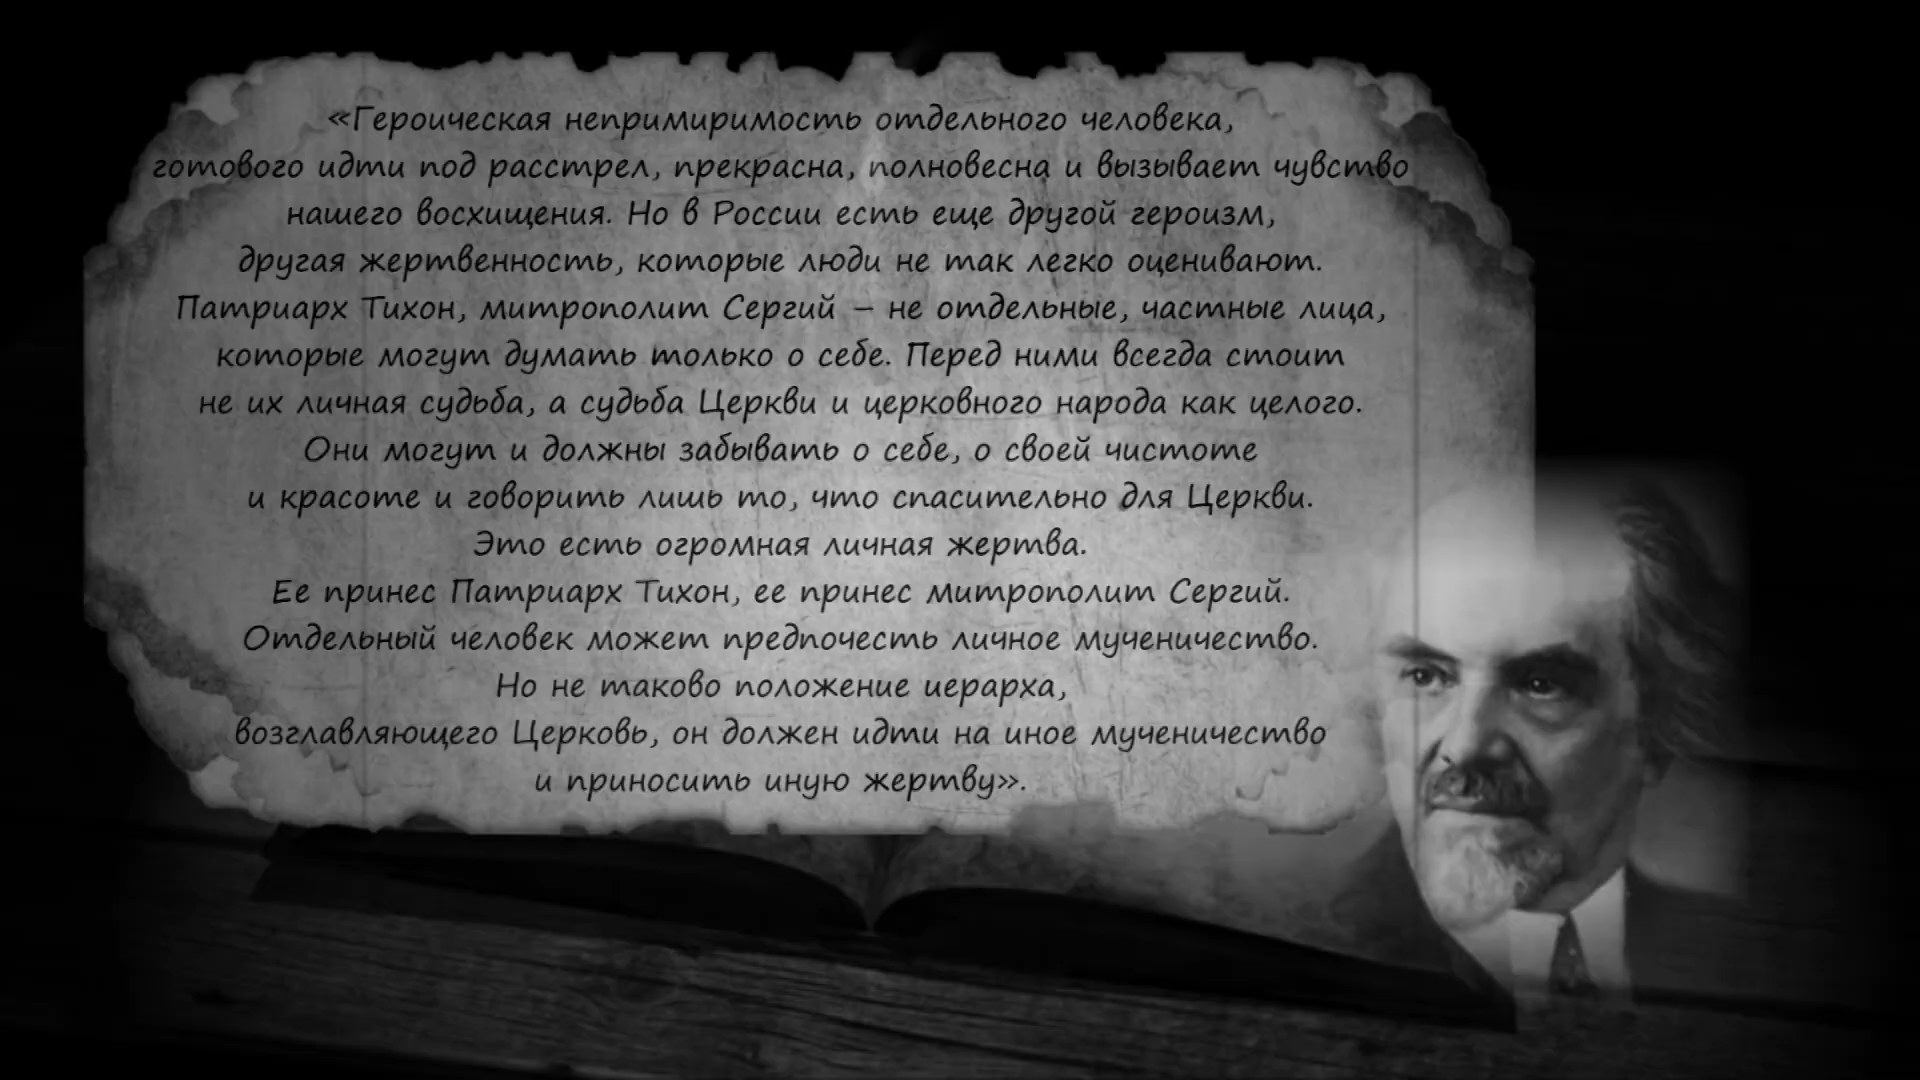 «Героическая непримиримость отдельного человека,
готового идти под расстрел, прекрасна, полновесна и вызывает чувство
нашего восхищения. Но в России есть еще другой героизм,
другая жертвенность, которые люди не так легко оценивают.
Патриарх Тихон, митрополит Сергий – не отдельные, частные лица,
которые могут думать только о себе. Перед ними всегда стоит
не их личная судьба, а судьба Церкви и церковного народа как целого.
Они могут и должны забывать о себе, о своей чистоте
и красоте и говорить лишь то, что спасительно для Церкви.
Это есть огромная личная жертва.
Ее принес Патриарх Тихон, ее принес митрополит Сергий.
Отдельный человек может предпочесть личное мученичество.
Но не таково положение иерарха,
возглавляющего Церковь, он должен идти на иное мученичество
и приносить иную жертву».